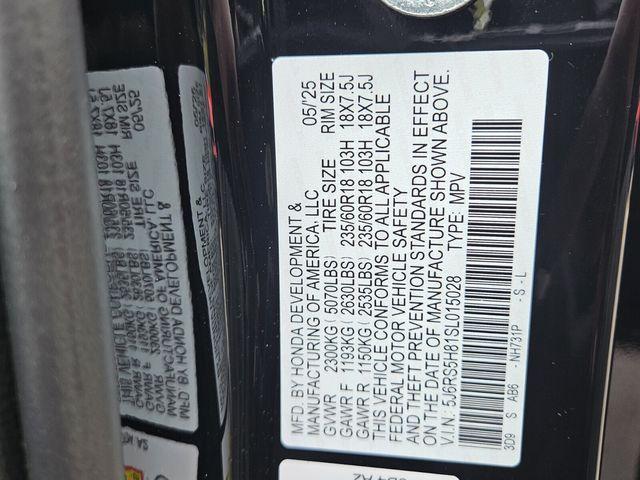 MFD. BY HONDA DEVELOPMENT &
MANUFACTURING OF AMERICA, LLC 05/'25
TIRE SIZE RIM SIZE
GVWR 2300KG ( 5070LBS)
GAWR F 1193KG ( 2630LBS) 235/60R18 103H 18X7.5J
GAWR R 1150KG ( 2536LBS) 235/60R18 103H 18X7.5J
THIS VEHICLE CONFORMS TO ALL APPLICABLE
FEDERAL MOTOR VEHICLE SAFETY
AND THEFT PREVENTION STANDARDS IN EFFECT
ON THE DATE OF MANUFACTURE SHOWN ABOVE.
V.I.N: 5J6RS5H81SL015028 TYPE: MPV
3D9 S AB6 - NH731P - S - L